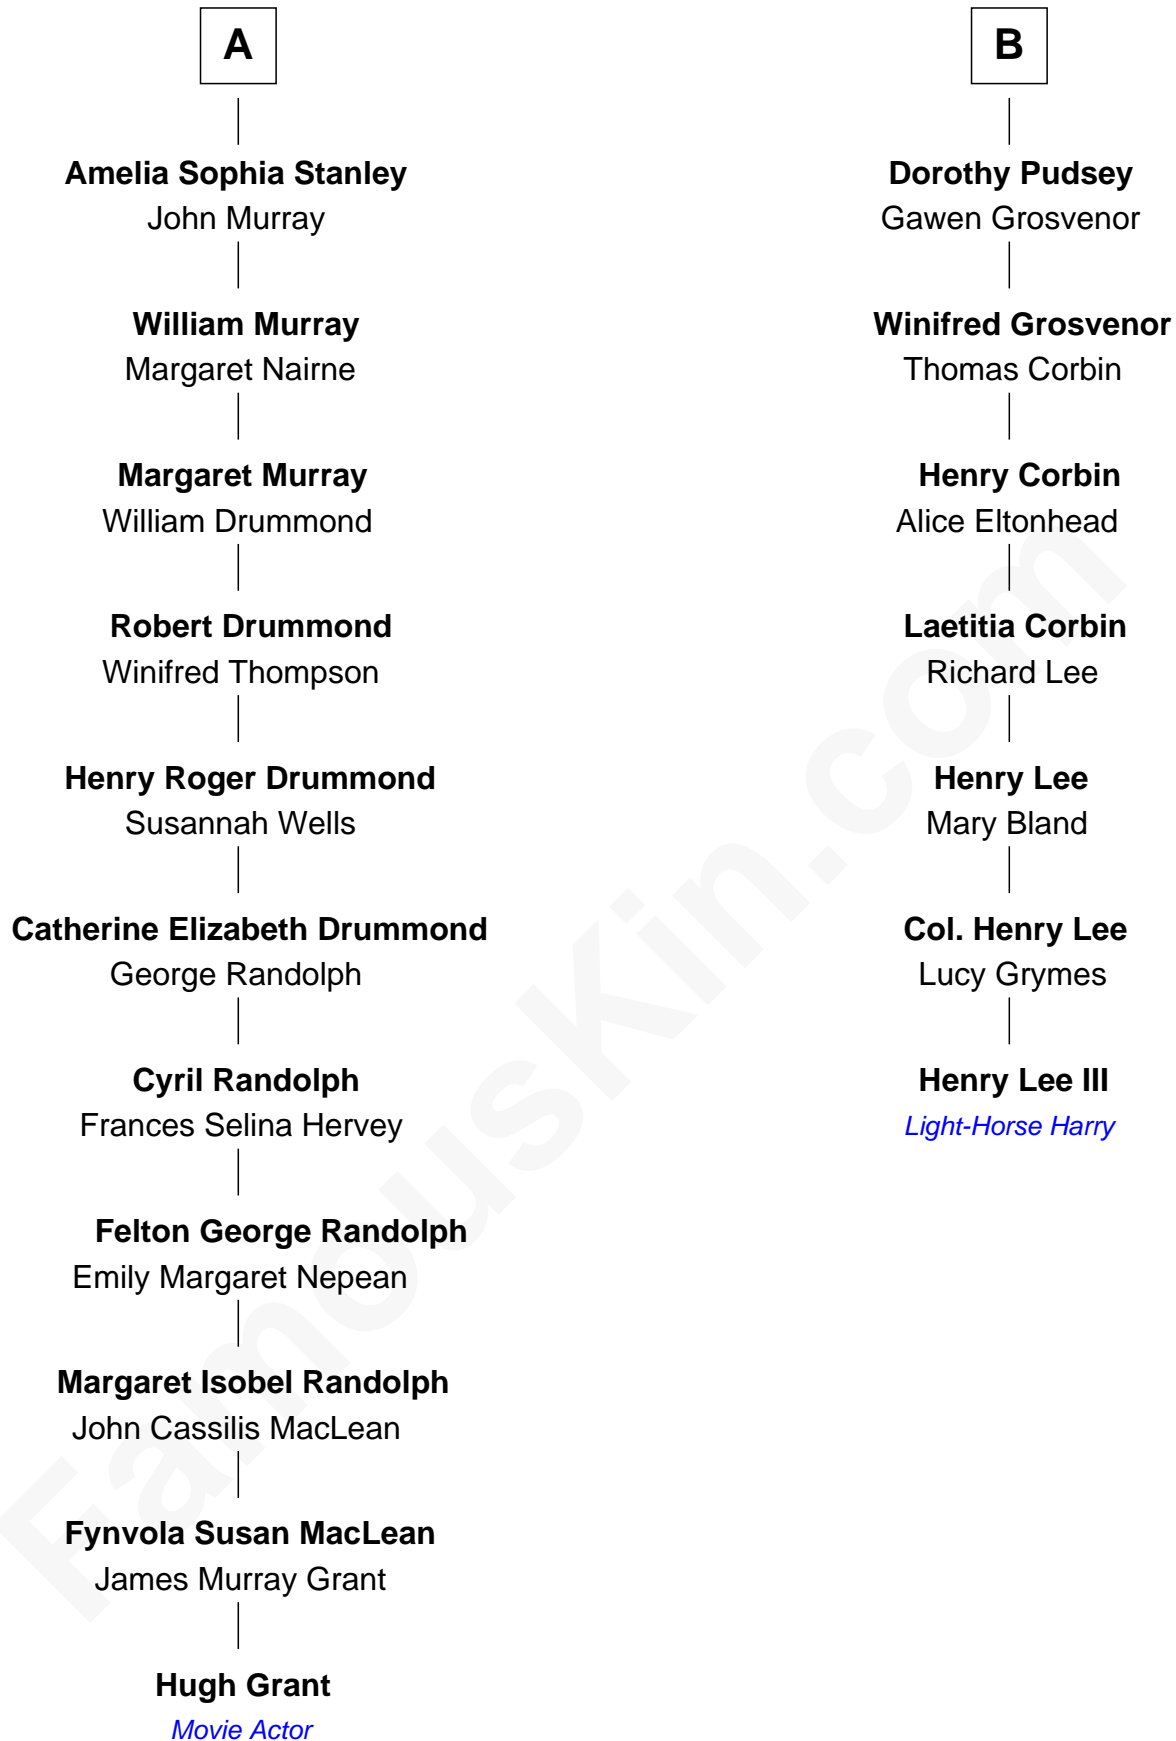 A
Amelia Sophia Stanley
John Murray
William Murray
Margaret Nairne
Margaret Murray
William Drummond
Robert Drummond
Winifred Thompson
Henry Roger Drummond
Susannah Wells
Catherine Elizabeth Drummond
George Randolph
Cyril Randolph
Frances Selina Hervey
Felton George Randolph
Emily Margaret Nepean
Margaret Isobel Randolph
John Cassilis MacLean
Fynvola Susan MacLean
James Murray Grant
Hugh Grant
Movie Actor
B
Dorothy Pudsey
Gawen Grosvenor
Winifred Grosvenor
Thomas Corbin
Henry Corbin
Alice Eltonhead
Laetitia Corbin
Richard Lee
Henry Lee
Mary Bland
Col. Henry Lee
Lucy Grymes
Henry Lee III
Light-Horse Harry
FamousKin.com